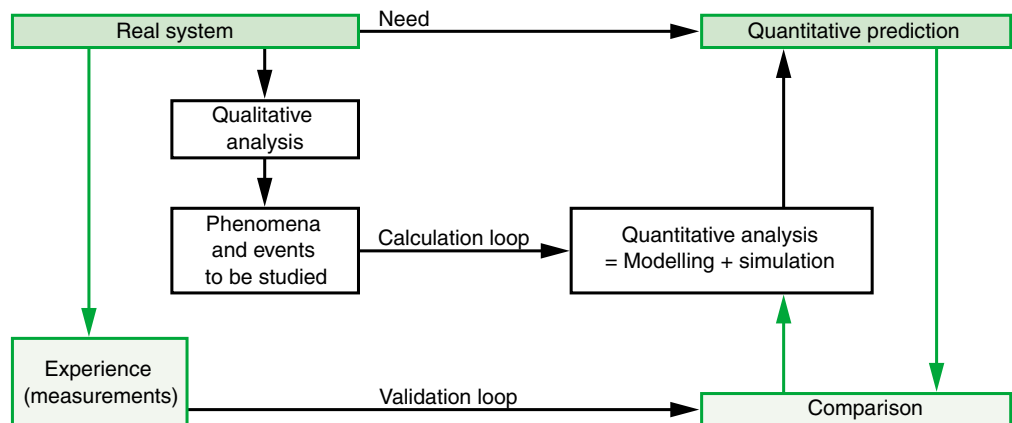 Real system
Need
Quantitative prediction
Qualitative
analysis
Phenomena
and events
to be studied
Calculation loop
Quantitative analysis
= Modelling + simulation
Experience
(measurements)
Validation loop
Comparison